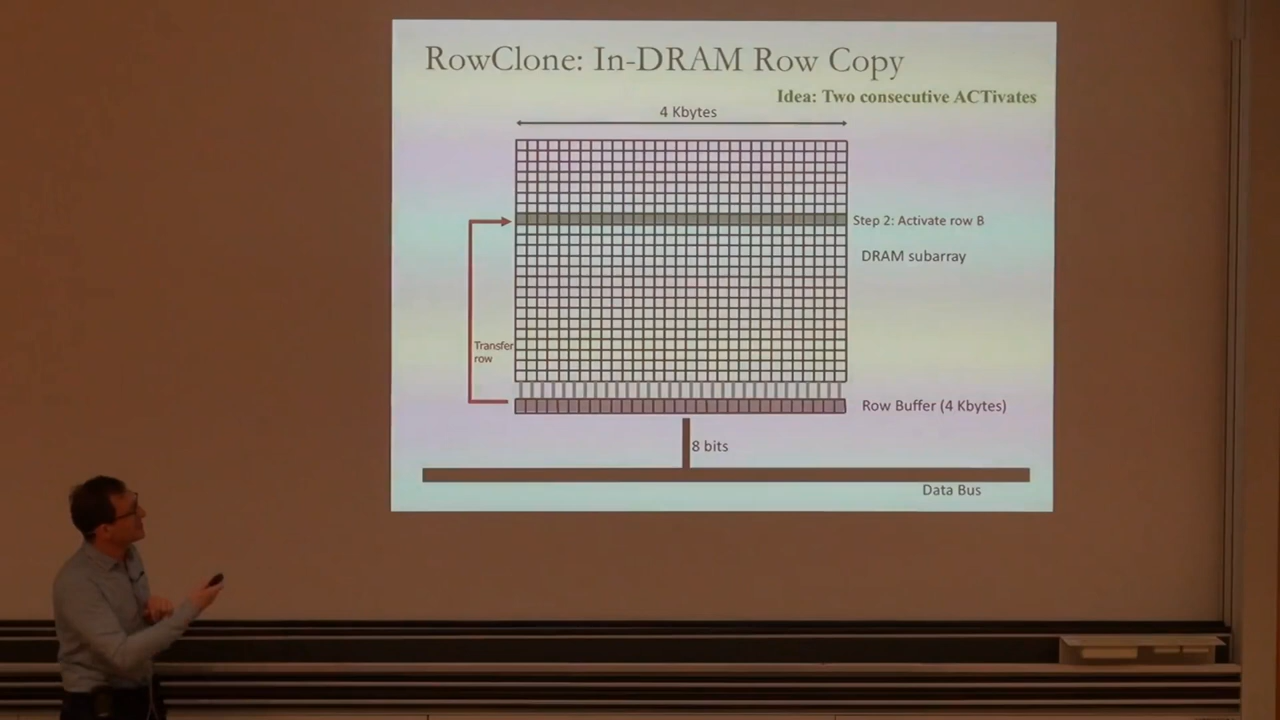 RowClone: In-DRAM Row Copy
Idea: Two consecutive ACTivates
4 Kbytes
Step 2: Activate row B
DRAM subarray
Transfer
row
Row Buffer (4 Kbytes)
8 bits
Data Bus